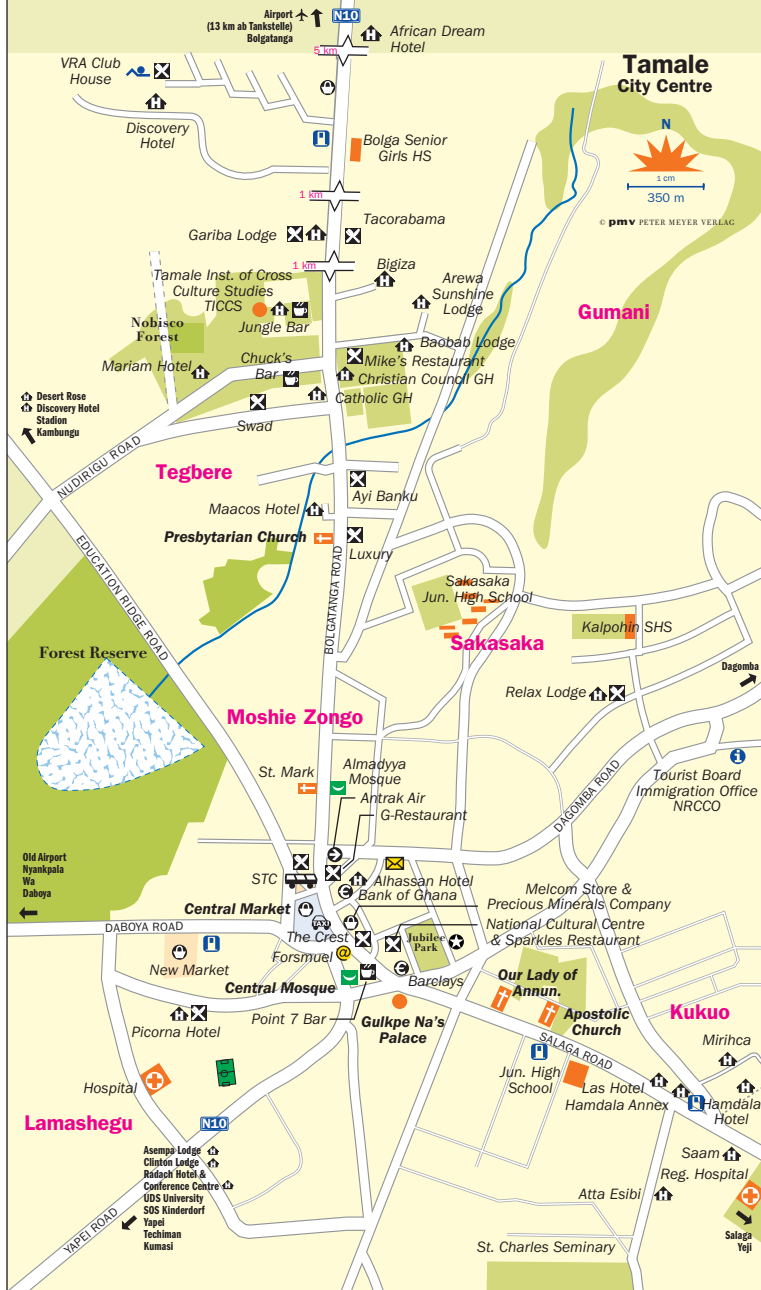 Airport
(13 km ab Tankstelle)
Bolgatanga
N10
African Dream
Hotel
5 km
VRA Club
House
Tamale
City Centre
Discovery
Hotel
N
Bolga Senior
Girls HS
1 cm
350 m
© pmv PETER MEYER VERLAG
1 km
Tacorabama
Gariba Lodge
1 km
Bigiza
Tamale Inst. of Cross
Culture Studies
TICCS
Arewa
Sunshine
Lodge
Gumani
Nobisco
Forest
Jungle Bar
Baobab Lodge
Mariam Hotel
Chuck's
Bar
Mike's Restaurant
Christian Council GH
Catholic GH
Desert Rose
Discovery Hotel
Stadion
Kambungu
Swad
NUDIRIGU ROAD
Tegbere
Ayi Banku
Maacos Hotel
Presbytarian Church
Luxury
EDUCATION RIDGE ROAD
BOLGATANGA ROAD
Sakasaka
Jun. High School
Kalpohin SHS
Sakasaka
Forest Reserve
Dagomba
Relax Lodge
Moshie Zongo
St. Mark
Almadyya
Mosque
Antrak Air
G-Restaurant
DAGOMBA ROAD
Tourist Board
Immigration Office
NRCCO
Old Airport
Nyankpala
Wa
Daboya
STC
Alhassan Hotel
Bank of Ghana
Melcom Store &
Precious Minerals Company
Central Market
TAXI
DABOYA ROAD
The Crest
Jubilee
Park
National Cultural Centre
& Sparkles Restaurant
New Market
Forsmuel
@
Central Mosque
Barclays
Our Lady of
Annun.
Point 7 Bar
Gulkpe Na's
Palace
Apostolic
Church
Kukuo
Picorna Hotel
SALAGA ROAD
Mirihca
Hospital
Jun. High
School
Las Hotel
Hamdala Annex
Hamdala
Hotel
Lamashegu
N10
Asempa Lodge
Clinton Lodge
Radach Hotel &
Conference Centre
UDS University
SOS Kinderdorf
Yapei
Techiman
Kumasi
YAPEI ROAD
Saam
Reg. Hospital
Atta Esibi
Salaga
Yeji
St. Charles Seminary